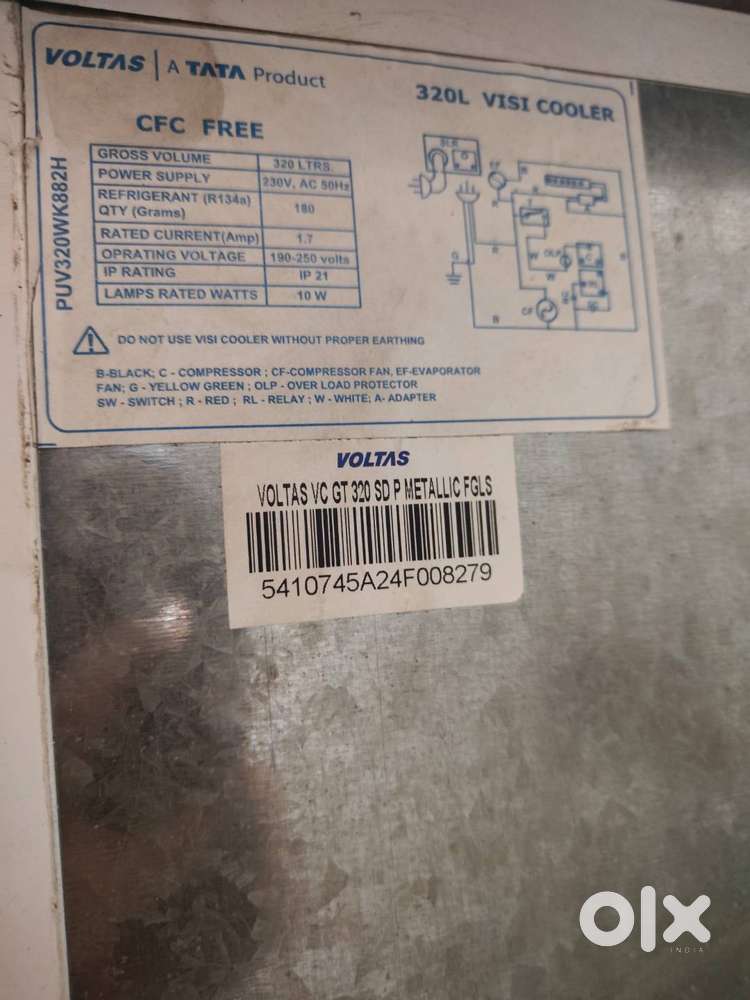 VOLTAS | A TATA Product
320L VISI COOLER
CFC FREE
PUV320WK882H
GROSS VOLUME 320 LTRS.
POWER SUPPLY 230V, AC 50Hz
REFRIGERANT (R134a)
QTY (Grams) 180
RATED CURRENT(Amp) 1.7
OPRATING VOLTAGE 190-250 volts
IP RATING IP 21
LAMPS RATED WATTS 10 W
DO NOT USE VISI COOLER WITHOUT PROPER EARTHING
B-BLACK; C - COMPRESSOR ; CF-COMPRESSOR FAN, EF-EVAPORATOR
FAN; G - YELLOW GREEN ; OLP - OVER LOAD PROTECTOR
SW - SWITCH ; R - RED ; RL - RELAY ; W - WHITE; A- ADAPTER
VOLTAS
VOLTAS VC GT 320 SD P METALLIC FGLS
5410745A24F008279
olx
INDIA